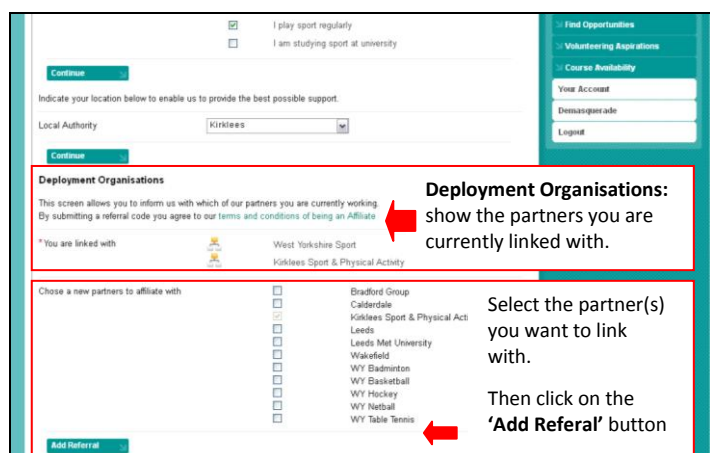 I play sport regularly
I am studying sport at university
Continue
Indicate your location below to enable us to provide the best possible support.
Local Authority
Kirklees
Continue
Find Opportunities
Volunteering Aspirations
Course Availability
Your Account
Demasquerade
Logout
Deployment Organisations
This screen allows you to inform us with which of our partners you are currently working.
By submitting a referral code you agree to our terms and conditions of being an Affiliate
*You are linked with
West Yorkshire Sport
Kirklees Sport & Physical Activity
Deployment Organisations:
show the partners you are
currently linked with.
Chose a new partners to affiliate with
Bradford Group
Calderdale
Kirklees Sport & Physical Acti
Leeds
Leeds Met University
Wakefield
WY Badminton
WY Basketball
WY Hockey
WY Netball
WY Table Tennis
Select the partner(s)
you want to link
with.
Then click on the
‘Add Referal’ button
Add Referral